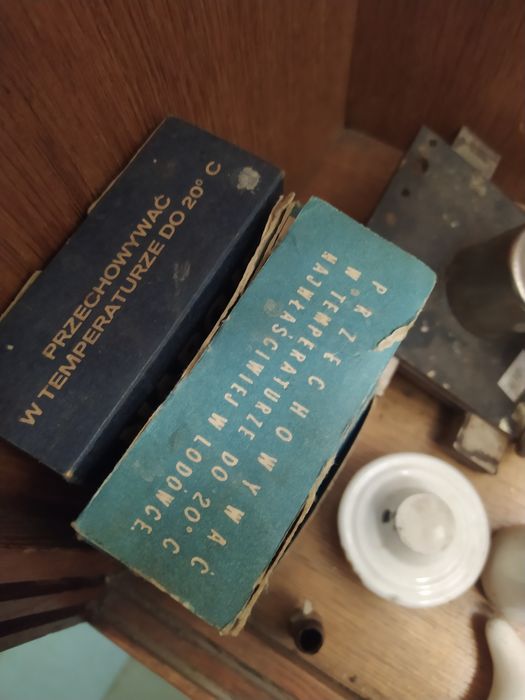 PRZECHOWYWAĆ
W TEMPERATURZE DO 20° C
PRZECHOWYWAĆ
W TEMPERATURZE DO 20° C
NAJWŁAŚCIWIEJ W LODÓWCE.